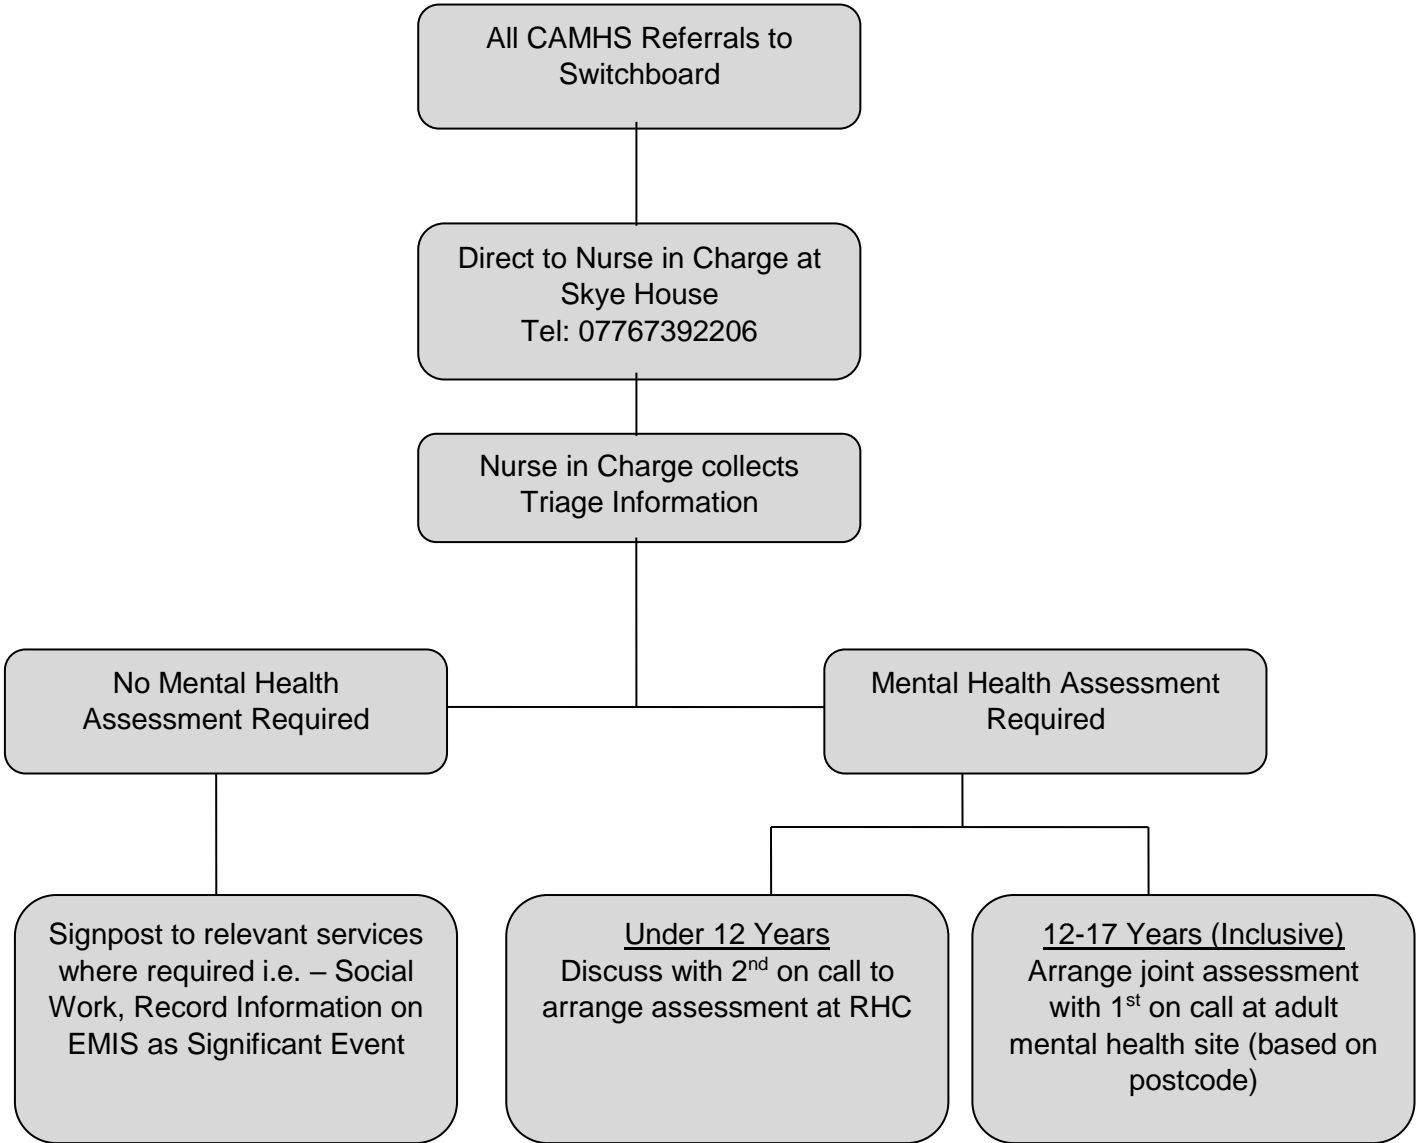 All CAMHS Referrals to
Switchboard
Direct to Nurse in Charge at
Skye House
Tel: 07767392206
Nurse in Charge collects
Triage Information
No Mental Health
Assessment Required
Mental Health Assessment
Required
Signpost to relevant services
where required i.e. – Social
Work, Record Information on
EMIS as Significant Event
Under 12 Years
Discuss with 2nd on call to
arrange assessment at RHC
12-17 Years (Inclusive)
Arrange joint assessment
with 1st on call at adult
mental health site (based on
postcode)